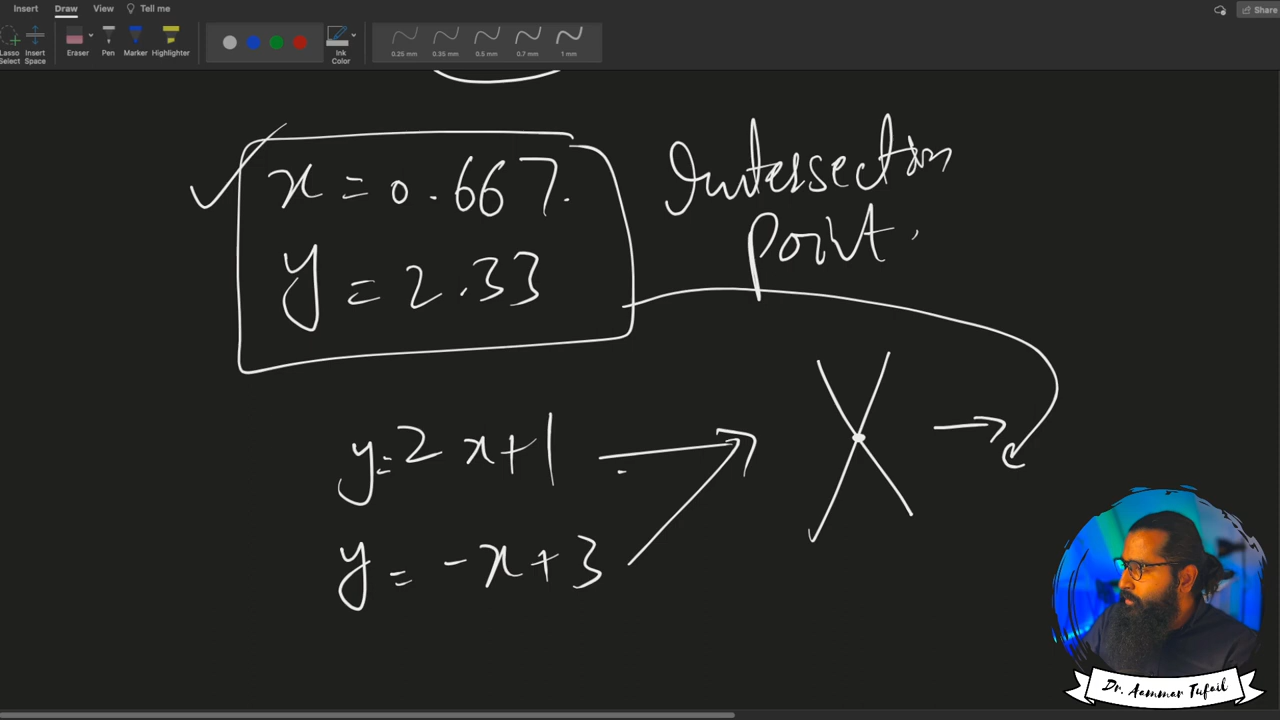 Insert Draw View Tell me
Share
Lasso Select
Insert Space
Eraser
Pen
Marker
Highlighter
Ink Color
0.25 mm
0.35 mm
0.5 mm
0.7 mm
1 mm
x = 0.667.
y = 2.33
Intersection
point.
y=2x+1
y = -x+3
Dr. Aammar Tufail